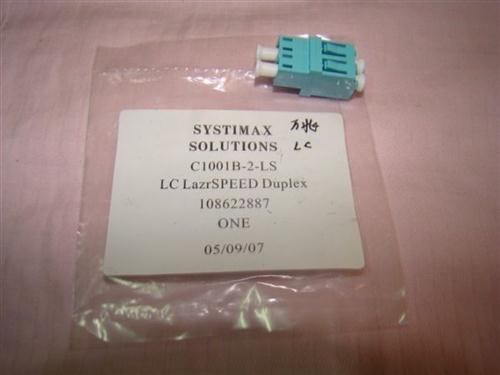 SYSTIMAX
SOLUTIONS
C1001B-2-LS
LC LazrSPEED Duplex
108622887
ONE
05/09/07
LC